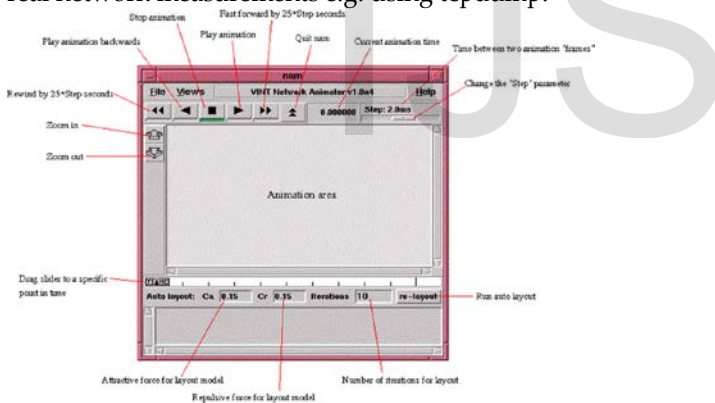 real network measurements e.g. using tcpdump.
Fast forward by 25*Step seconds
Stop animation
Play animation backwards
Play animation
Quit nam
Current animation time
Time between two animation "frames"
Change the "Step" parameter
nam
File Views VINT Network Animator v1.0a4 Help
Rewind by 25*Step seconds
0.000000 Step: 2.0ms
Zoom in
Zoom out
Animation area
Drag slider to a specific
point in time
TIME
Auto layout: Ca 0.15 Cr 0.15 Iterations 10 re-layout
Run auto layout
Attractive force for layout model
Number of iterations for layout
Repulsive force for layout model